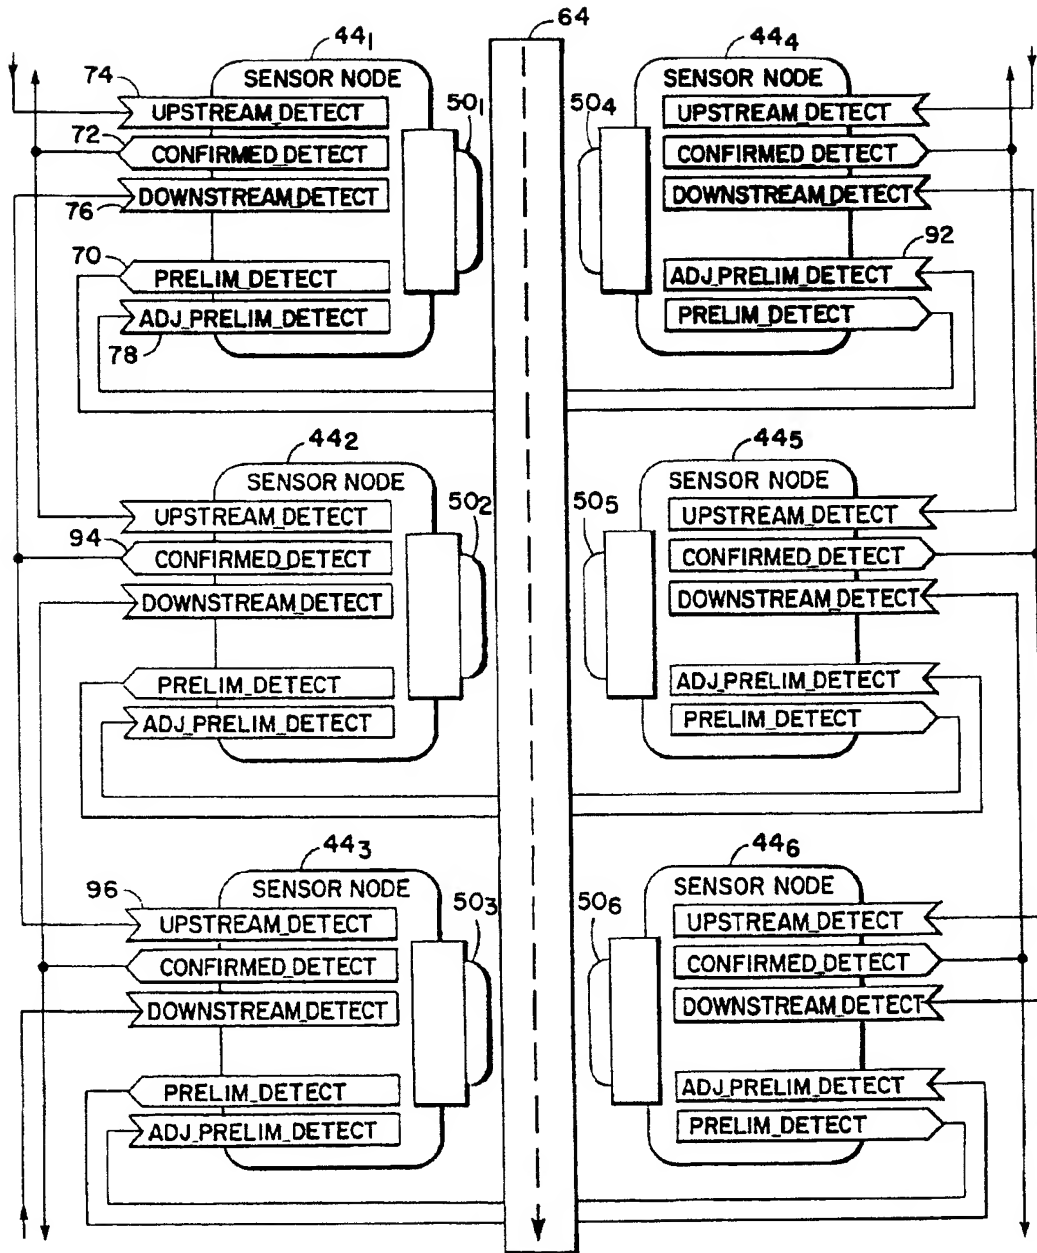 64
44₁
44₄
SENSOR NODE
SENSOR NODE
74
UPSTREAM_DETECT
50₁
50₄
UPSTREAM_DETECT
72
CONFIRMED_DETECT
CONFIRMED_DETECT
76
DOWNSTREAM_DETECT
DOWNSTREAM_DETECT
92
70
PRELIM_DETECT
ADJ_PRELIM_DETECT
78
ADJ_PRELIM_DETECT
PRELIM_DETECT
44₂
44₅
SENSOR NODE
SENSOR NODE
UPSTREAM_DETECT
50₂
50₅
UPSTREAM_DETECT
94
CONFIRMED_DETECT
CONFIRMED_DETECT
DOWNSTREAM_DETECT
DOWNSTREAM_DETECT
PRELIM_DETECT
ADJ_PRELIM_DETECT
ADJ_PRELIM_DETECT
PRELIM_DETECT
44₃
44₆
SENSOR NODE
SENSOR NODE
96
UPSTREAM_DETECT
50₃
50₆
UPSTREAM_DETECT
CONFIRMED_DETECT
CONFIRMED_DETECT
DOWNSTREAM_DETECT
DOWNSTREAM_DETECT
PRELIM_DETECT
ADJ_PRELIM_DETECT
ADJ_PRELIM_DETECT
PRELIM_DETECT